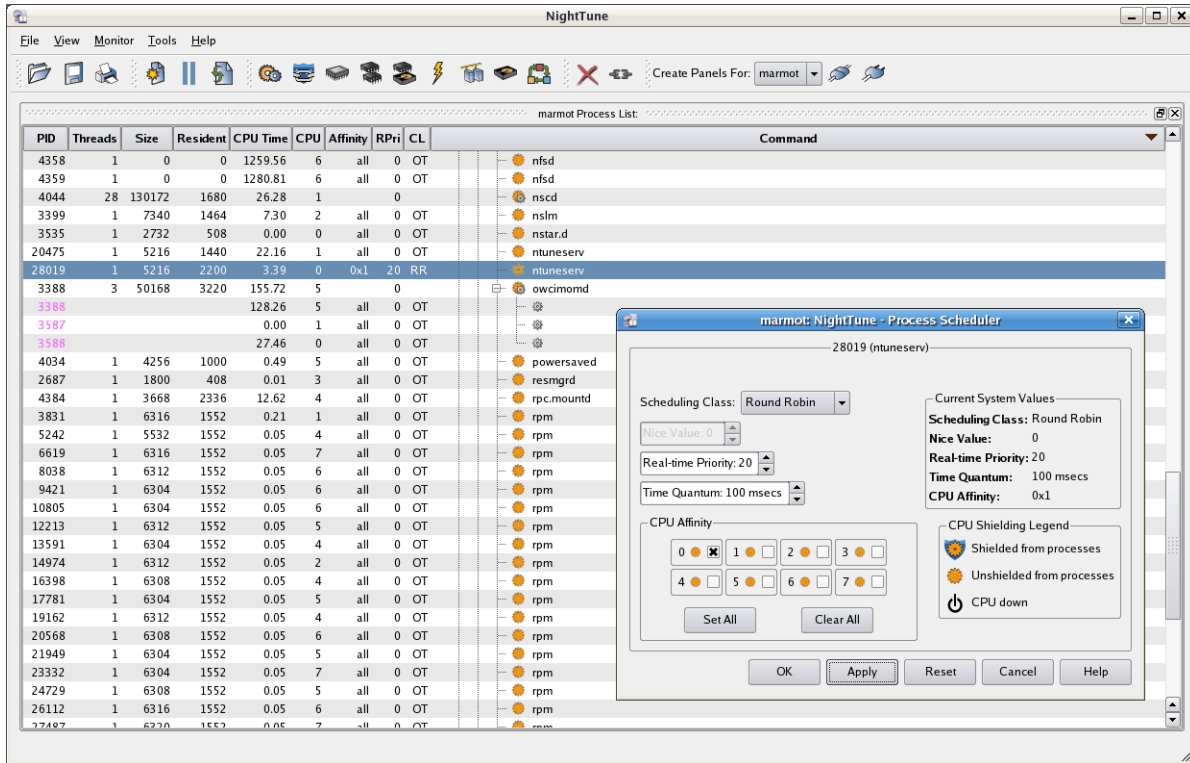 NightTune
File View Monitor Tools Help
Create Panels For: marmot
marmot Process List:
PID Threads Size Resident CPU Time CPU Affinity RPri CL Command
4358 1 0 0 1259.56 6 all 0 OT nfsd
4359 1 0 0 1280.81 6 all 0 OT nfsd
4044 28 130172 1680 26.28 1 0 nscd
3399 1 7340 1464 7.30 2 all 0 OT nslm
3535 1 2732 508 0.00 0 all 0 OT nstar.d
20475 1 5216 1440 22.16 1 all 0 OT ntuneserv
28019 1 5216 2200 3.39 0 0x1 20 RR ntuneserv
3388 3 50168 3220 155.72 5 0 owcimomd
3388 128.26 5 all 0 OT
3587 0.00 1 all 0 OT
3588 27.46 0 all 0 OT
4034 1 4256 1000 0.49 5 all 0 OT powersaved
2687 1 1800 408 0.01 3 all 0 OT resmgrd
4384 1 3668 2336 12.62 4 all 0 OT rpc.mountd
3831 1 6316 1552 0.21 1 all 0 OT rpm
5242 1 5532 1552 0.05 4 all 0 OT rpm
6619 1 6316 1552 0.05 7 all 0 OT rpm
8038 1 6312 1552 0.05 6 all 0 OT rpm
9421 1 6304 1552 0.05 6 all 0 OT rpm
10805 1 6304 1552 0.05 6 all 0 OT rpm
12213 1 6312 1552 0.05 5 all 0 OT rpm
13591 1 6304 1552 0.05 4 all 0 OT rpm
14974 1 6312 1552 0.05 2 all 0 OT rpm
16398 1 6308 1552 0.05 4 all 0 OT rpm
17781 1 6304 1552 0.05 5 all 0 OT rpm
19162 1 6312 1552 0.05 4 all 0 OT rpm
20568 1 6308 1552 0.05 6 all 0 OT rpm
21949 1 6304 1552 0.05 5 all 0 OT rpm
23332 1 6304 1552 0.05 7 all 0 OT rpm
24729 1 6308 1552 0.05 5 all 0 OT rpm
26112 1 6316 1552 0.05 6 all 0 OT rpm
27487 1 6320 1552 0.05 7 all 0 OT rpm
marmot: NightTune - Process Scheduler
28019 (ntuneserv)
Scheduling Class: Round Robin
Nice Value: 0
Real-time Priority: 20
Time Quantum: 100 msecs
Current System Values
Scheduling Class: Round Robin
Nice Value: 0
Real-time Priority: 20
Time Quantum: 100 msecs
CPU Affinity: 0x1
CPU Affinity
0 1 2 3
4 5 6 7
Set All Clear All
CPU Shielding Legend
Shielded from processes
Unshielded from processes
CPU down
OK Apply Reset Cancel Help